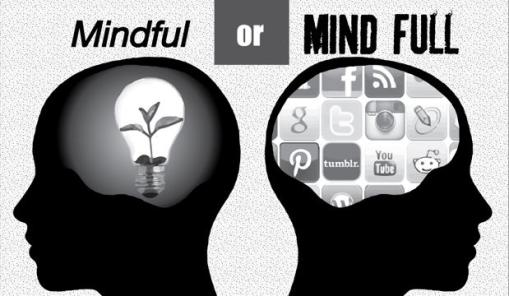 Mindful or MIND FULL
f
g t
P tumblr. You Tube
W